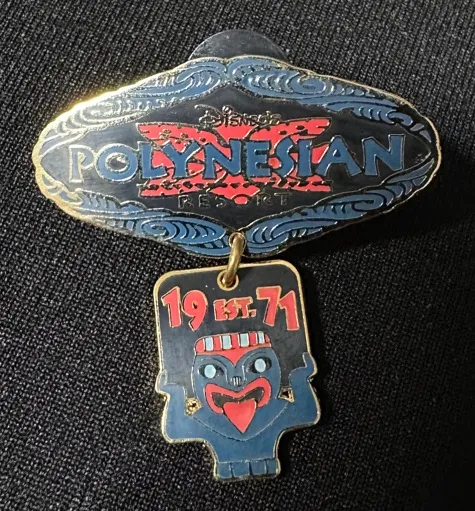 Disney's
POLYNESIAN
RESORT
19 EST. 71